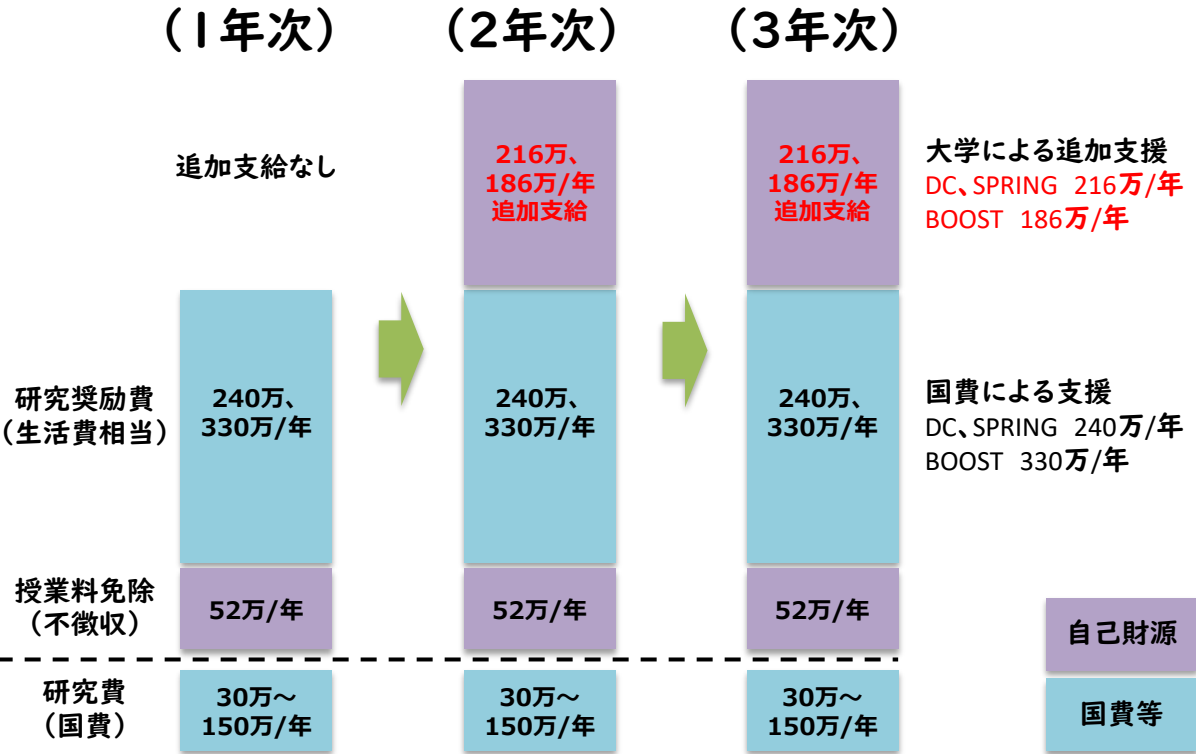 （1年次）
（2年次）
（3年次）
追加支給なし
216万、
186万/年
追加支給
216万、
186万/年
追加支給
大学による追加支援
DC、SPRING 216万/年
BOOST 186万/年
研究奨励費
（生活費相当）
240万、
330万/年
240万、
330万/年
240万、
330万/年
国費による支援
DC、SPRING 240万/年
BOOST 330万/年
授業料免除
（不徴収）
52万/年
52万/年
52万/年
自己財源
研究費
（国費）
30万～
150万/年
30万～
150万/年
30万～
150万/年
国費等